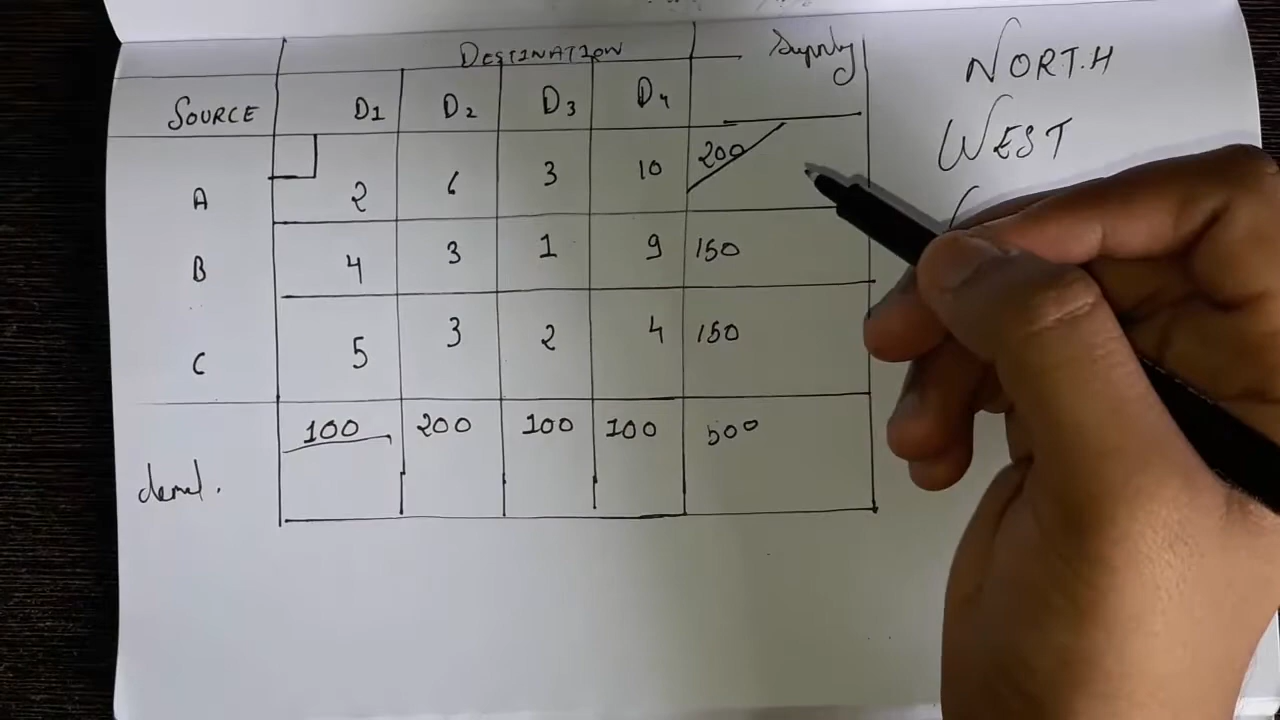 DESTINATION Supply NORTH
SOURCE D1 D2 D3 D4
WEST
A 2 6 3 10 200
B 4 3 1 9 150
C 5 3 2 4 150
100 200 100 100 500